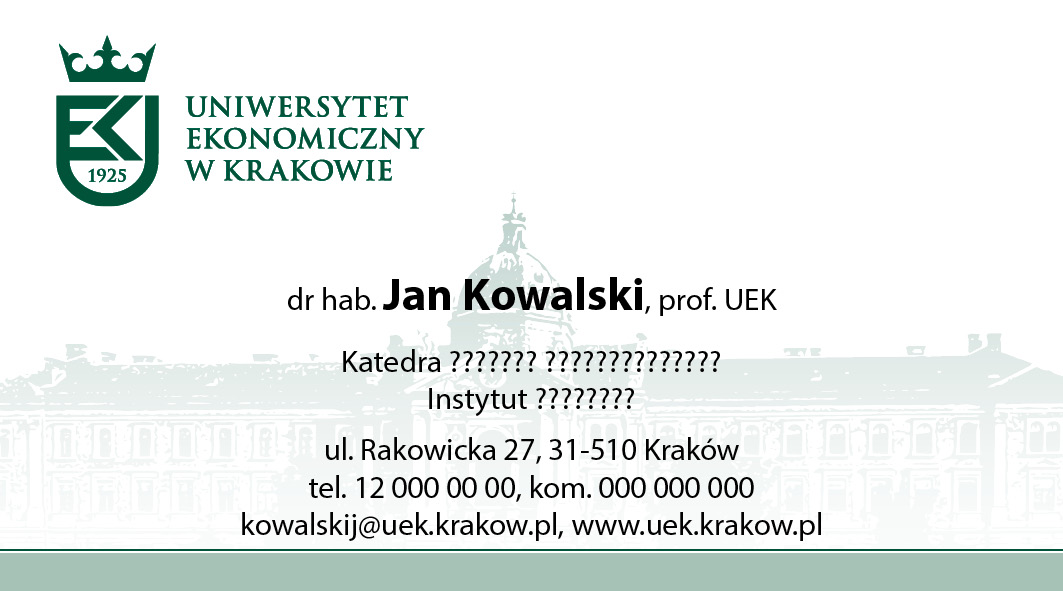 EK
1925
UNIWERSYTET
EKONOMICZNY
W KRAKOWIE
dr hab. Jan Kowalski, prof. UEK
Katedra ??????? ??????????????
Instytut ????????
ul. Rakowicka 27, 31-510 Kraków
tel. 12 000 00 00, kom. 000 000 000
kowalskij@uek.krakow.pl, www.uek.krakow.pl